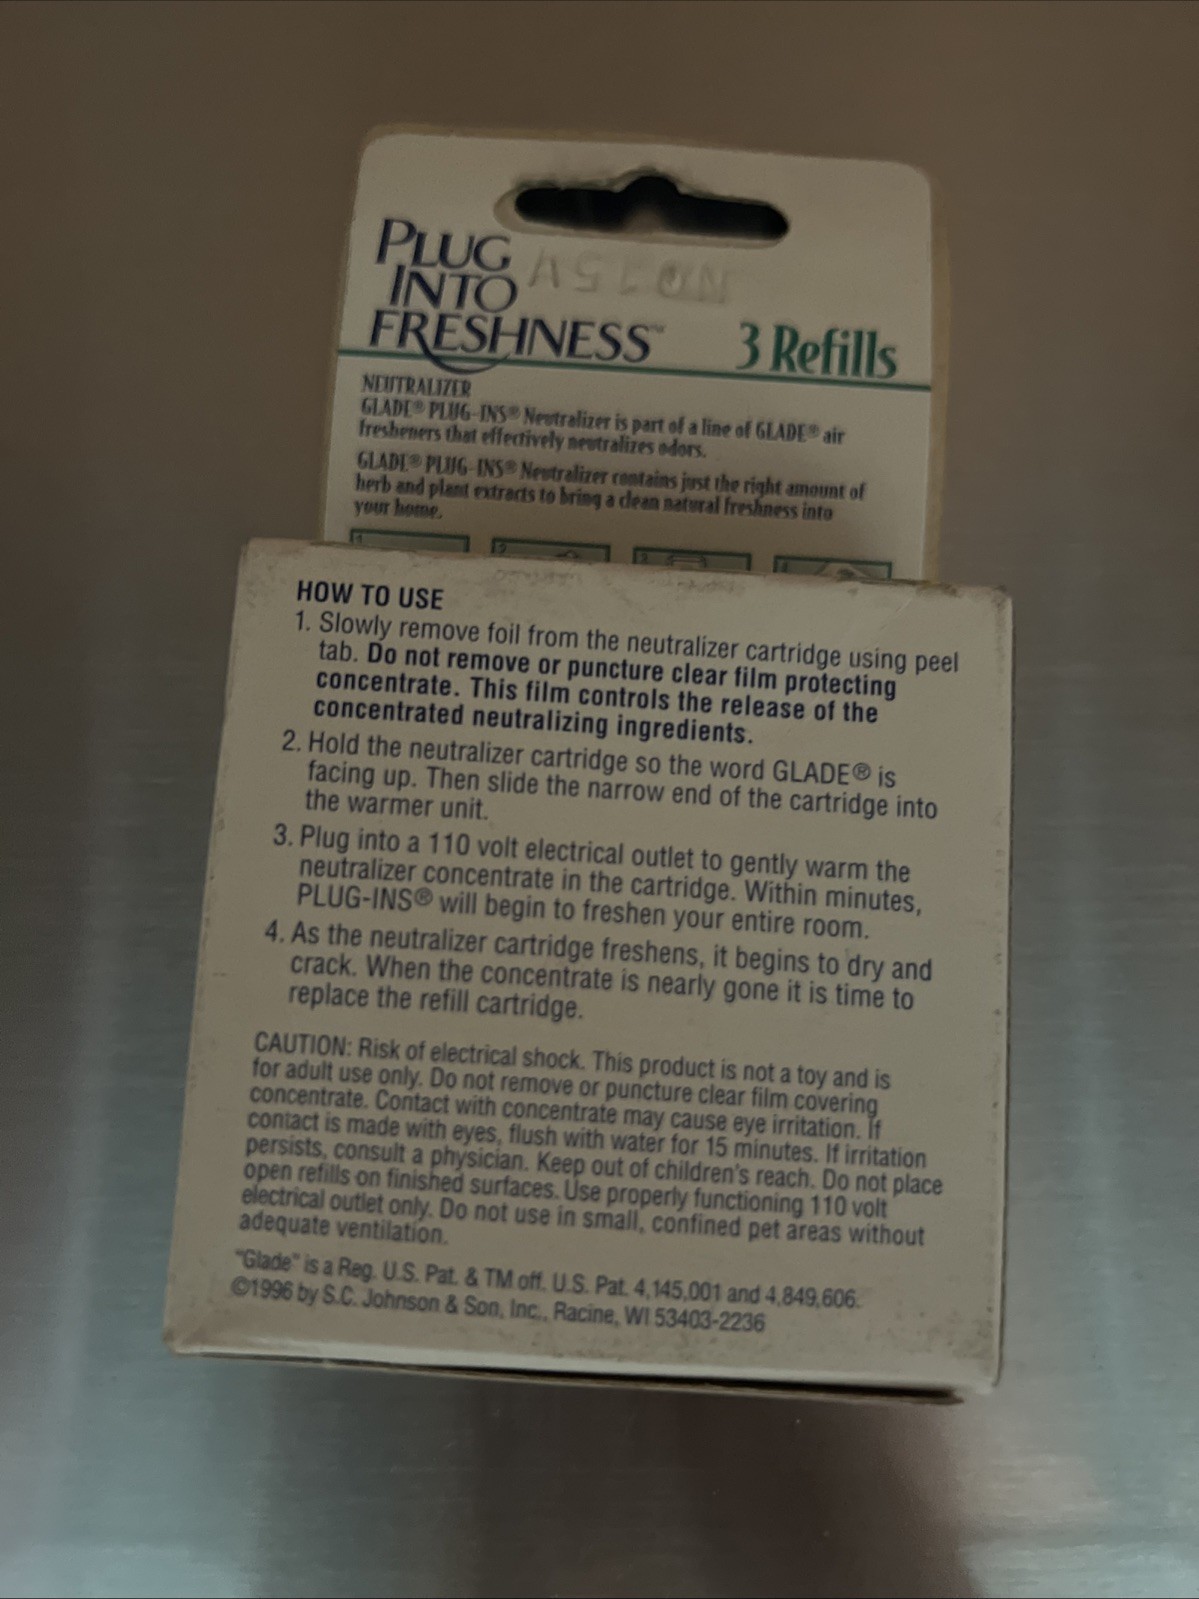 PLUG
INTO
FRESHNESS™
3 Refills
NEUTRALIZER
GLADE® PLUG-INS® Neutralizer is part of a line of GLADE® air
fresheners that effectively neutralizes odors.
GLADE® PLUG-INS® Neutralizer contains just the right amount of
herb and plant extracts to bring a clean natural freshness into
your home.
1 2 3 4
HOW TO USE
1. Slowly remove foil from the neutralizer cartridge using peel
tab. Do not remove or puncture clear film protecting
concentrate. This film controls the release of the
concentrated neutralizing ingredients.
2. Hold the neutralizer cartridge so the word GLADE® is
facing up. Then slide the narrow end of the cartridge into
the warmer unit.
3. Plug into a 110 volt electrical outlet to gently warm the
neutralizer concentrate in the cartridge. Within minutes,
PLUG-INS® will begin to freshen your entire room.
4. As the neutralizer cartridge freshens, it begins to dry and
crack. When the concentrate is nearly gone it is time to
replace the refill cartridge.
CAUTION: Risk of electrical shock. This product is not a toy and is
for adult use only. Do not remove or puncture clear film covering
concentrate. Contact with concentrate may cause eye irritation. If
contact is made with eyes, flush with water for 15 minutes. If irritation
persists, consult a physician. Keep out of children's reach. Do not place
open refills on finished surfaces. Use properly functioning 110 volt
electrical outlet only. Do not use in small, confined pet areas without
adequate ventilation.
"Glade" is a Reg. U.S. Pat. & TM off. U.S. Pat. 4,145,001 and 4,849,606.
©1996 by S.C. Johnson & Son, Inc., Racine, WI 53403-2236